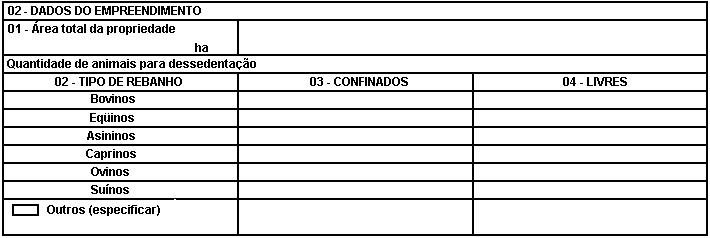 02 - DADOS DO EMPREENDIMENTO
01 - Área total da propriedade
ha
Quantidade de animais para dessedentação
02 - TIPO DE REBANHO 03 - CONFINADOS 04 - LIVRES
Bovinos
Eqüinos
Asininos
Caprinos
Ovinos
Suínos
Outros (especificar)